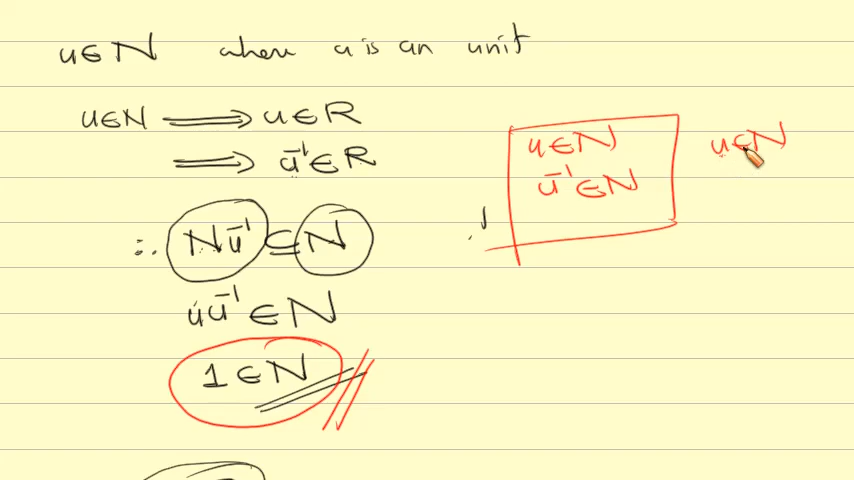 u∈N where u is an unit
u∈N ⟹ u∈R
⟹ u⁻¹∈R
∴ Nu⁻¹ ⊆ N
uu⁻¹∈N
1∈N
u∈N
u⁻¹∈N
u∈N